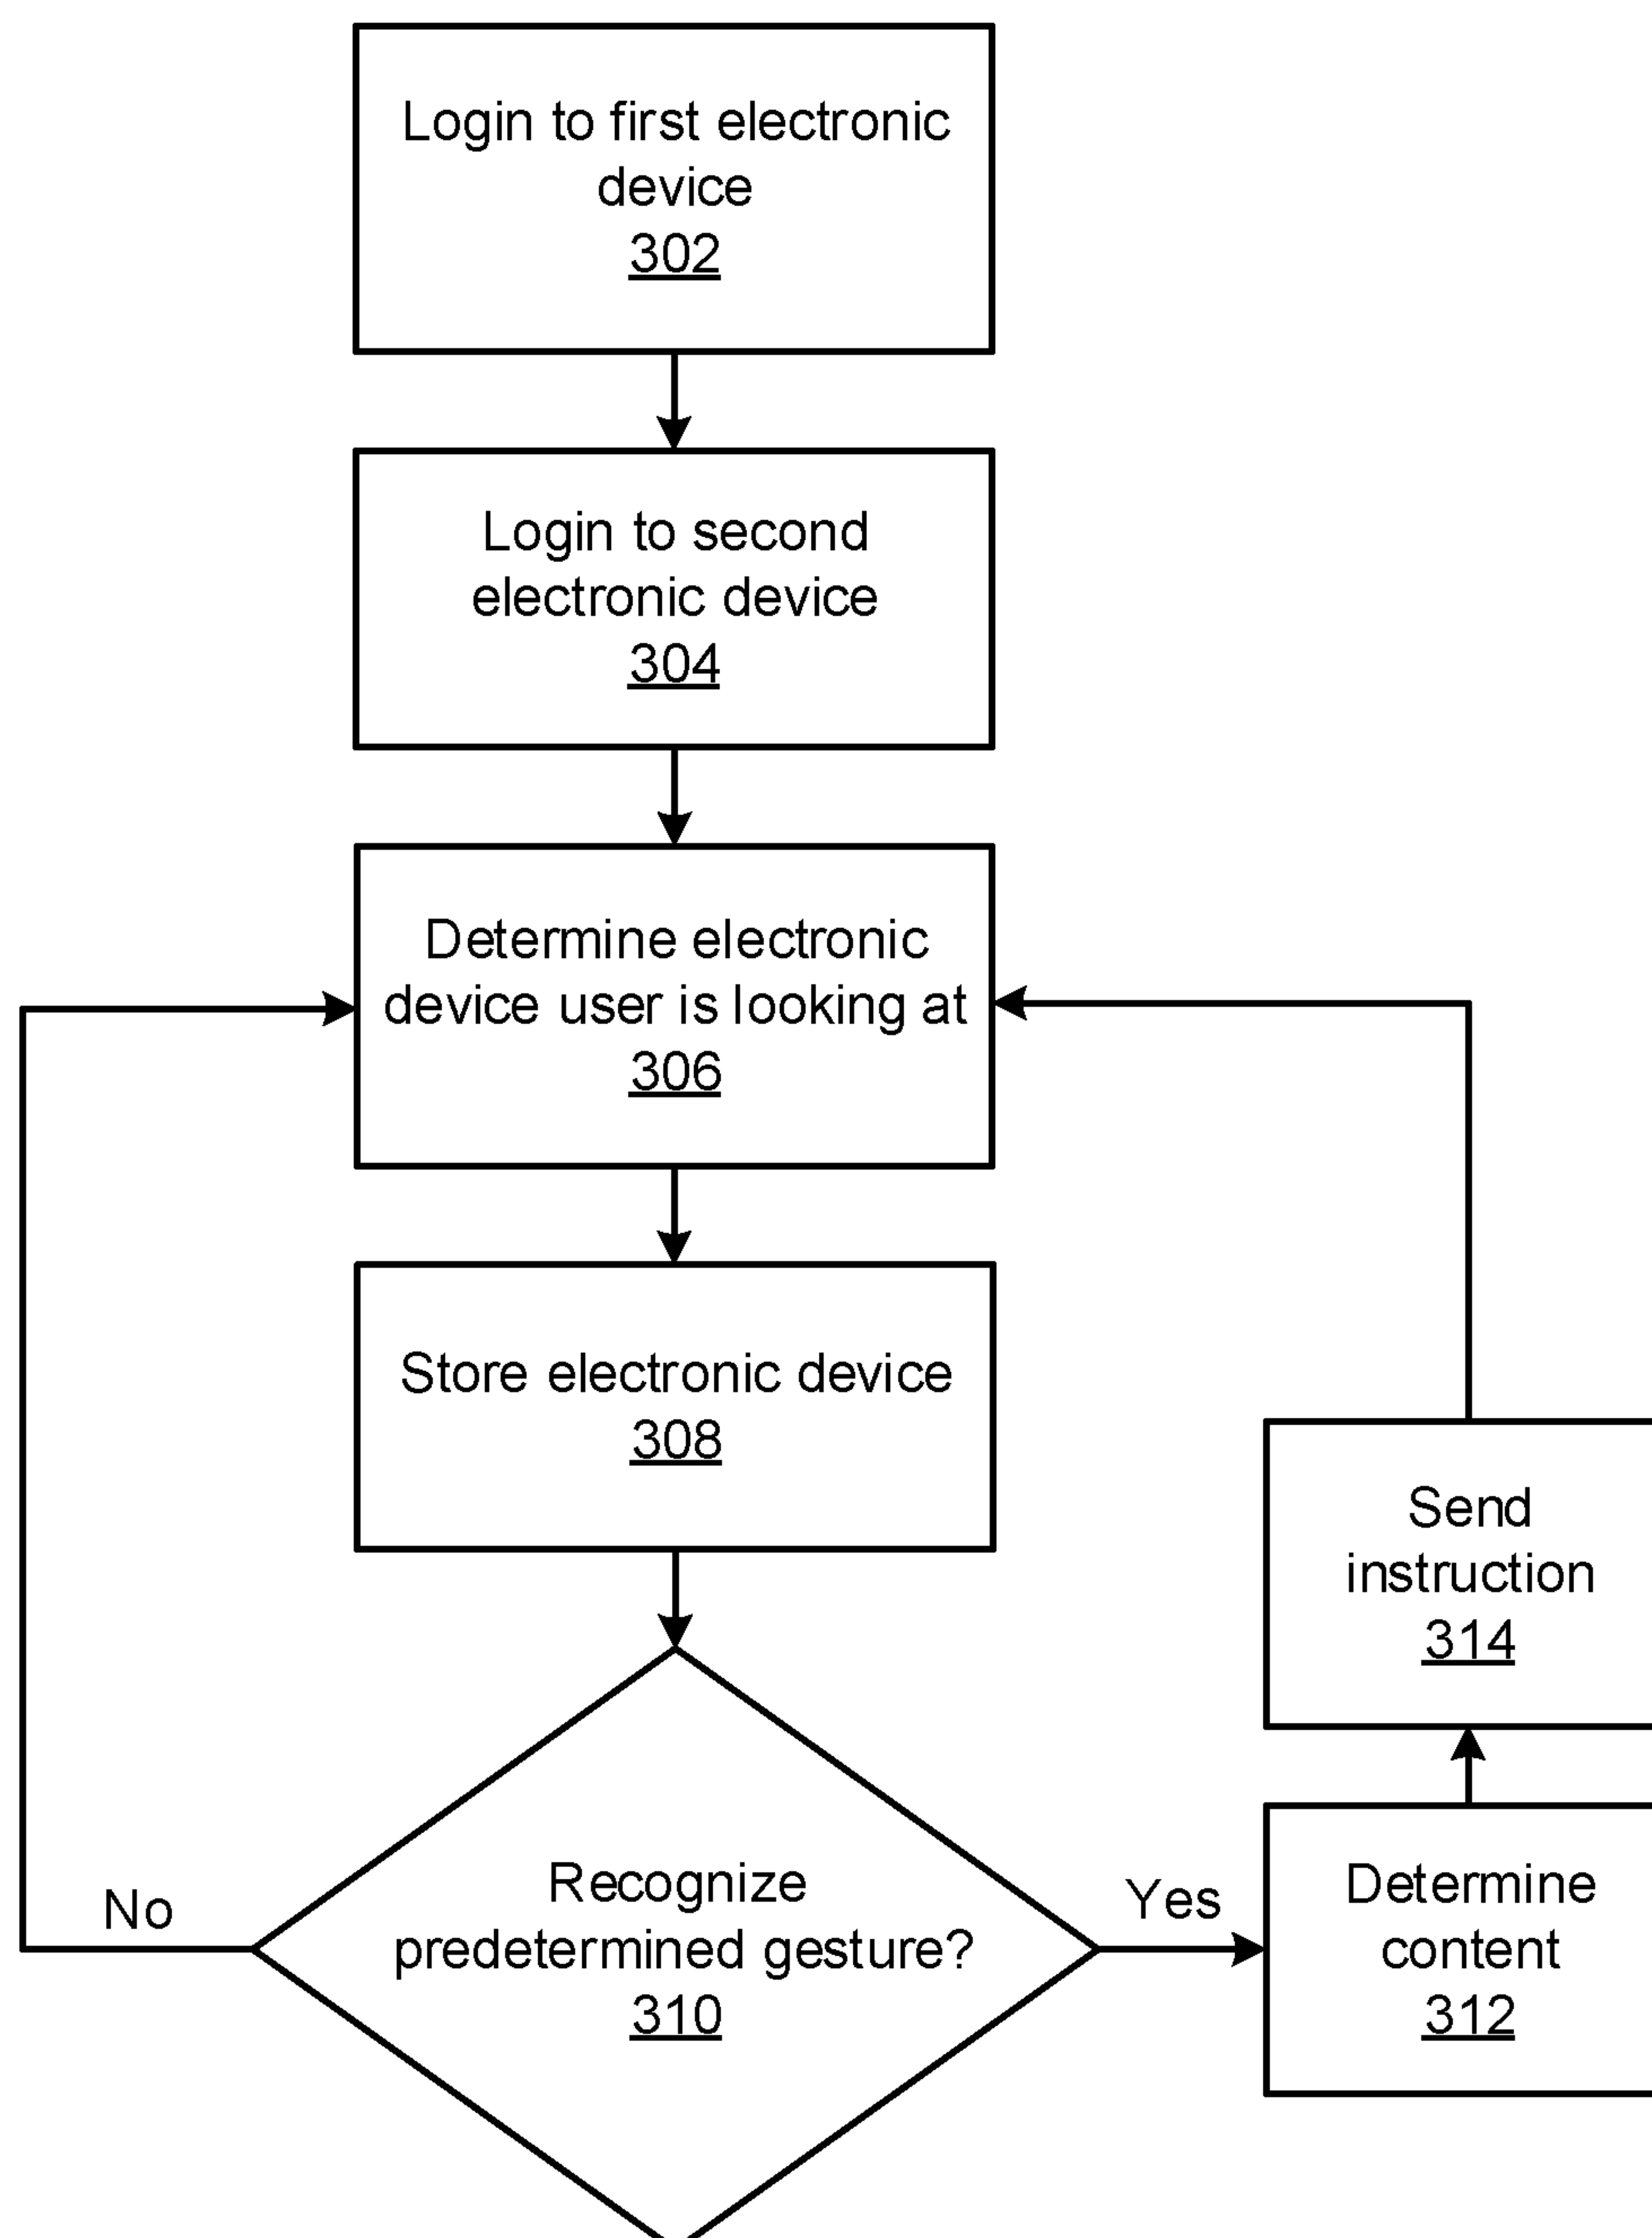 Login to first electronic
device
302
Login to second
electronic device
304
Determine electronic
device user is looking at
306
Store electronic device
308
Send
instruction
314
Recognize
predetermined gesture?
310
No
Yes
Determine
content
312